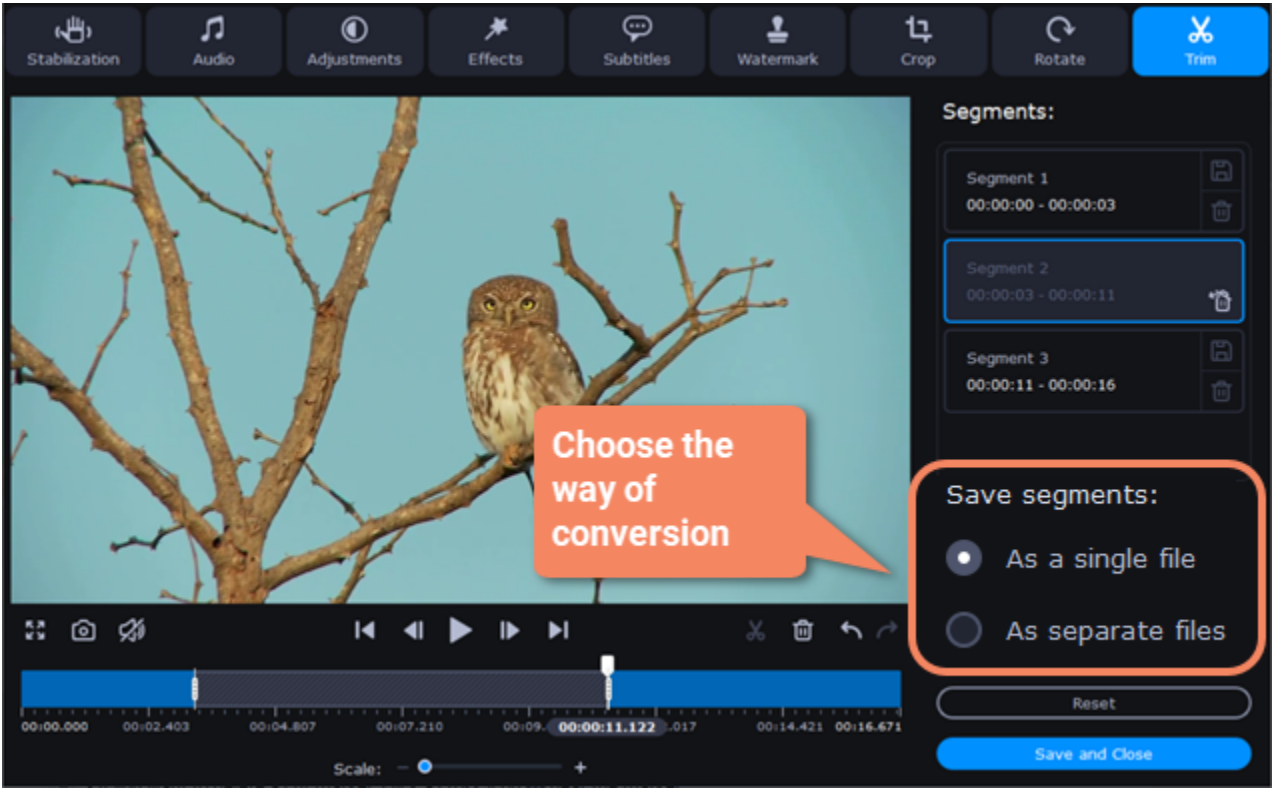 Stabilization
Audio
Adjustments
Effects
Subtitles
Watermark
Crop
Rotate
Trim
Segments:
Segment 1
00:00:00 - 00:00:03
Segment 2
00:00:03 - 00:00:11
Segment 3
00:00:11 - 00:00:16
Choose the
way of
conversion
Save segments:
As a single file
As separate files
00:00.000 00:02.403 00:04.807 00:07.210 00:09. 00:00:11.122 .017 00:14.421 00:16.671
Scale:
Reset
Save and Close